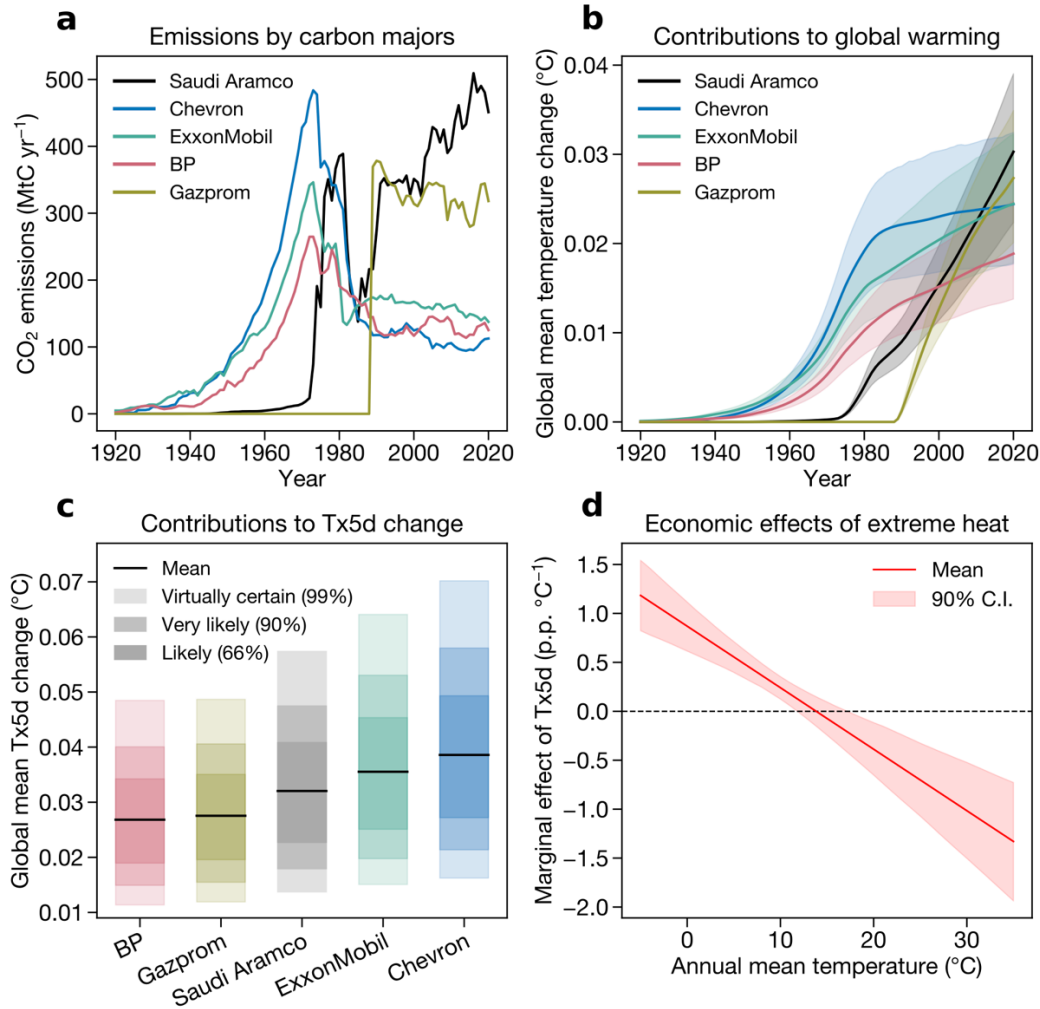 a
Emissions by carbon majors
CO₂ emissions (MtC yr⁻¹)
500
400
300
200
100
0
Saudi Aramco
Chevron
ExxonMobil
BP
Gazprom
1920 1940 1960 1980 2000 2020
Year
b
Contributions to global warming
Global mean temperature change (°C)
0.04
0.03
0.02
0.01
0.00
Saudi Aramco
Chevron
ExxonMobil
BP
Gazprom
1920 1940 1960 1980 2000 2020
Year
c
Contributions to Tx5d change
Global mean Tx5d change (°C)
0.07
0.06
0.05
0.04
0.03
0.02
0.01
Mean
Virtually certain (99%)
Very likely (90%)
Likely (66%)
BP
Gazprom
Saudi Aramco
ExxonMobil
Chevron
d
Economic effects of extreme heat
Marginal effect of Tx5d (p.p. °C⁻¹)
1.5
1.0
0.5
0.0
−0.5
−1.0
−1.5
−2.0
Mean
90% C.I.
0 10 20 30
Annual mean temperature (°C)